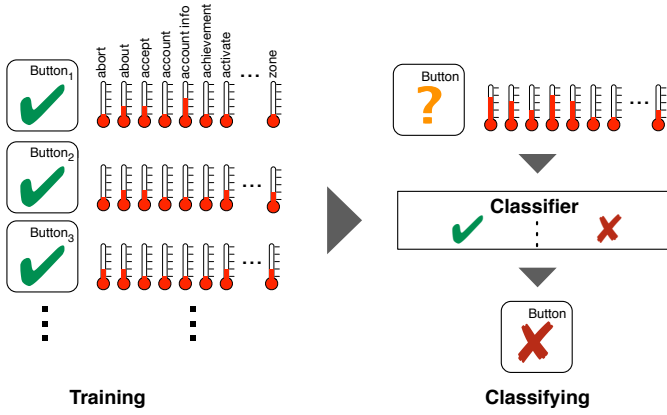 abort
about
accept
account
account info
achievement
activate
...
zone
Button1
...
Button2
...
Button3
Training
Button
?
...
Classifier
Button
Classifying